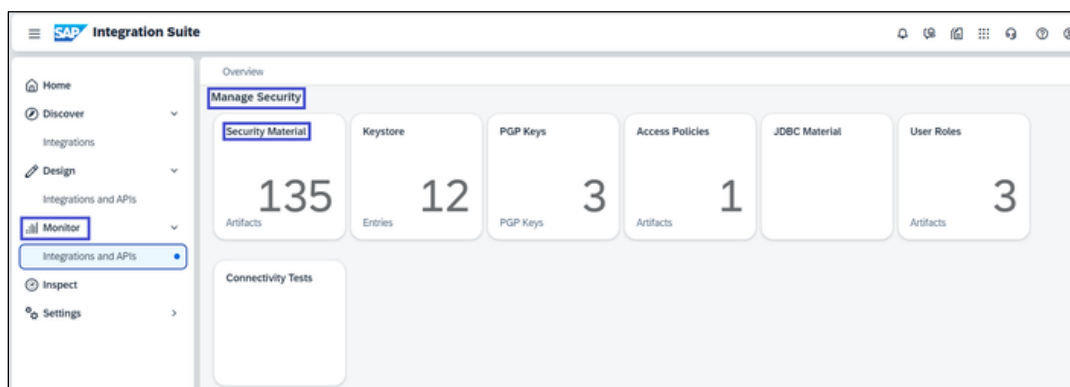 SAP Integration Suite
Home
Discover
Integrations
Design
Integrations and APIs
Monitor
Integrations and APIs
Inspect
Settings
Overview
Manage Security
Security Material
135
Artifacts
Keystore
12
Entries
PGP Keys
3
PGP Keys
Access Policies
1
Artifacts
JDBC Material
User Roles
3
Artifacts
Connectivity Tests